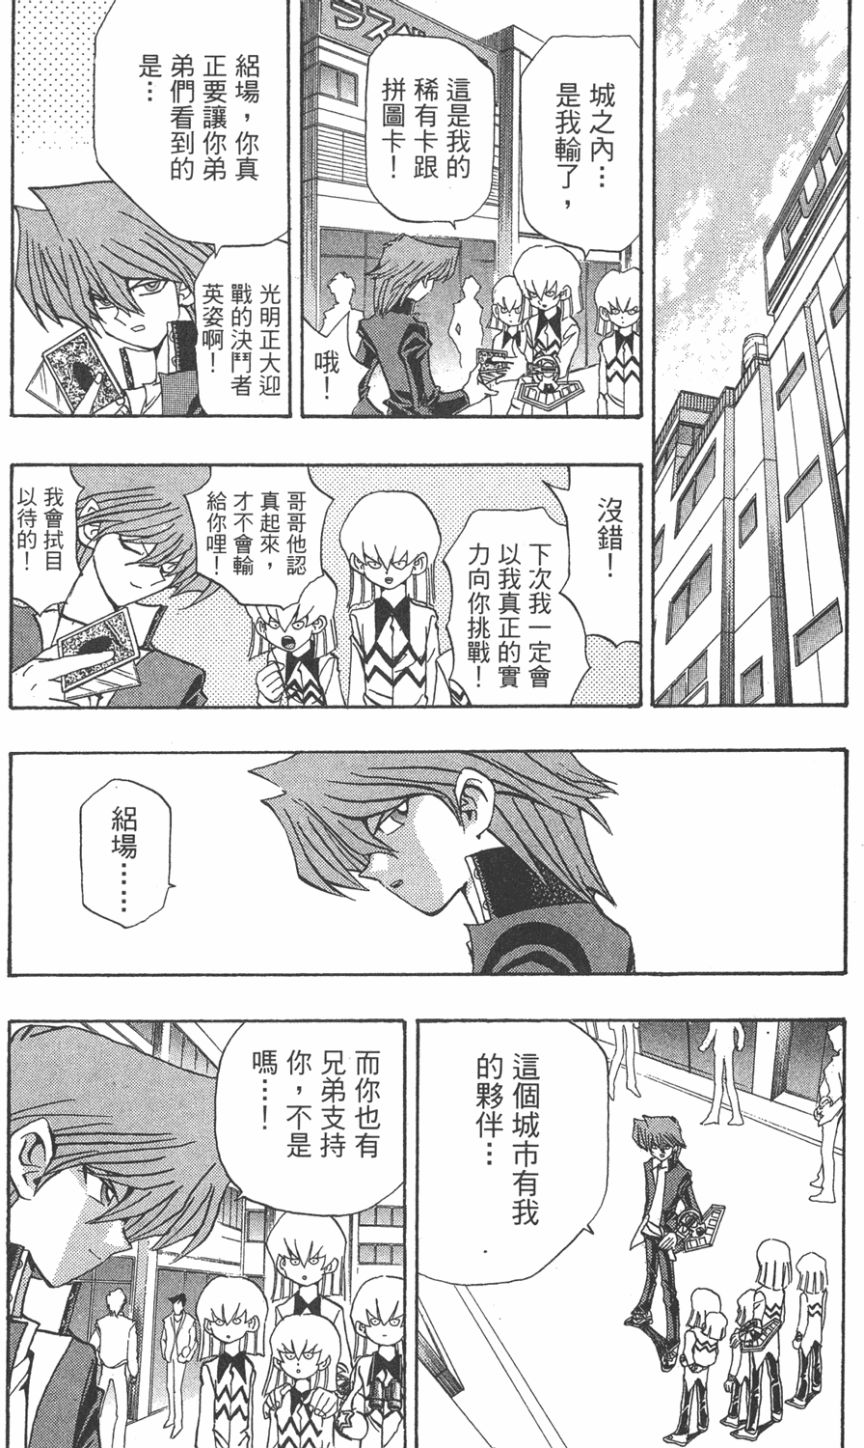 FUT
城之內…
是我輸了，
這是我的
稀有卡跟
拼圖卡！
ラス
哦！
絽場，你真
正要讓你弟
弟們看到的
是…
光明正大迎
戰的決鬥者
英姿啊！
沒錯！
下次我一定會
以我真正的實
力向你挑戰！
哥哥他認
真起來，
才不會輸
給你哩！
我會拭目
以待的！
絽場……
這個城市有我
的夥伴…
而你也有
兄弟支持
你，不是
嗎…！